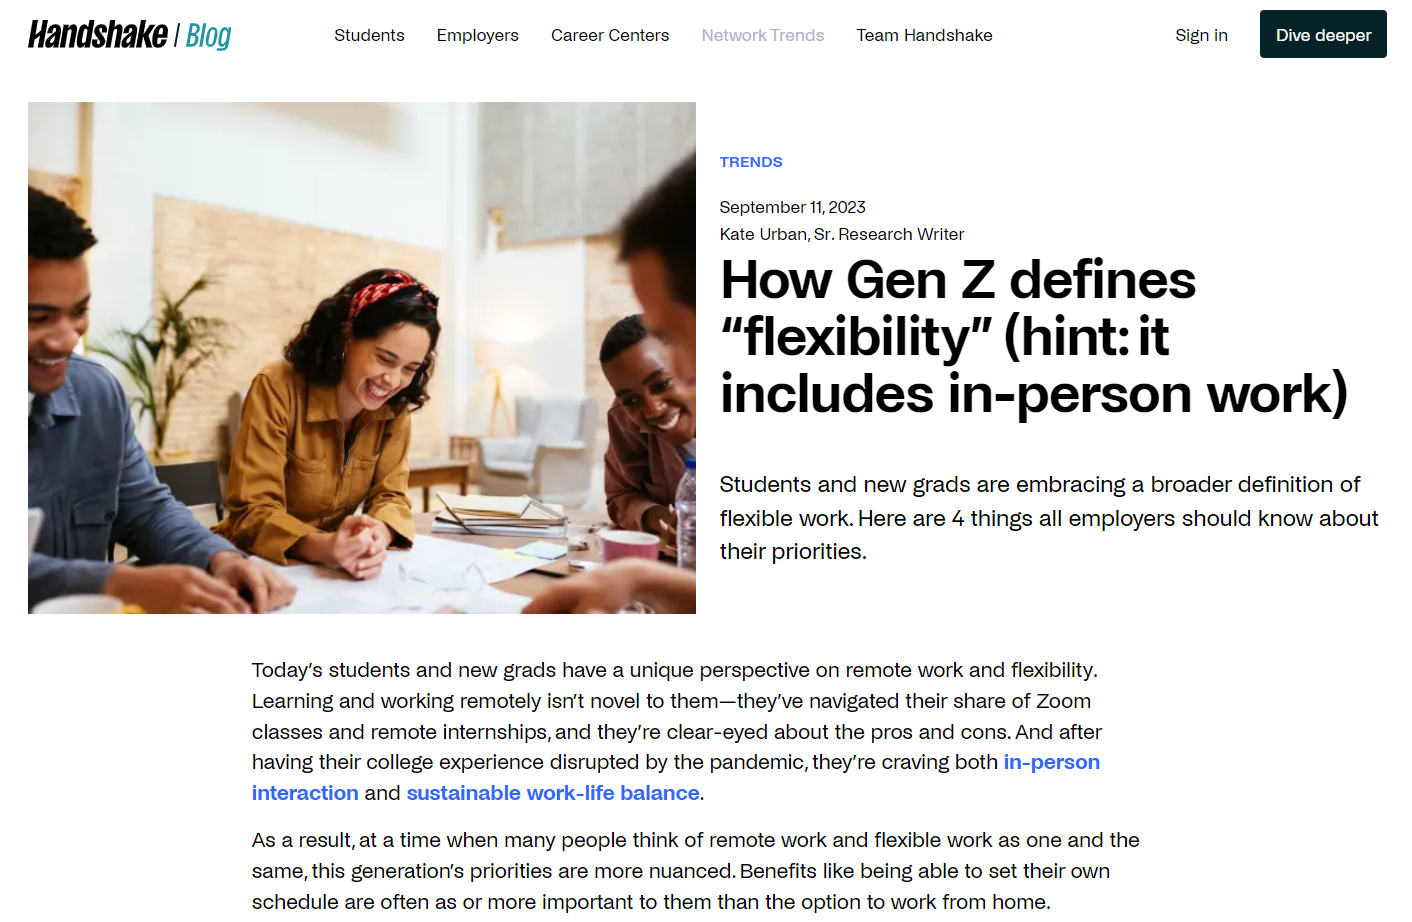 Handshake | Blog
Students Employers Career Centers Network Trends Team Handshake Sign in Dive deeper
TRENDS
September 11, 2023
Kate Urban, Sr. Research Writer
How Gen Z defines
“flexibility” (hint: it
includes in-person work)
Students and new grads are embracing a broader definition of
flexible work. Here are 4 things all employers should know about
their priorities.
Today’s students and new grads have a unique perspective on remote work and flexibility.
Learning and working remotely isn’t novel to them—they’ve navigated their share of Zoom
classes and remote internships, and they’re clear-eyed about the pros and cons. And after
having their college experience disrupted by the pandemic, they’re craving both in-person
interaction and sustainable work-life balance.
As a result, at a time when many people think of remote work and flexible work as one and the
same, this generation’s priorities are more nuanced. Benefits like being able to set their own
schedule are often as or more important to them than the option to work from home.